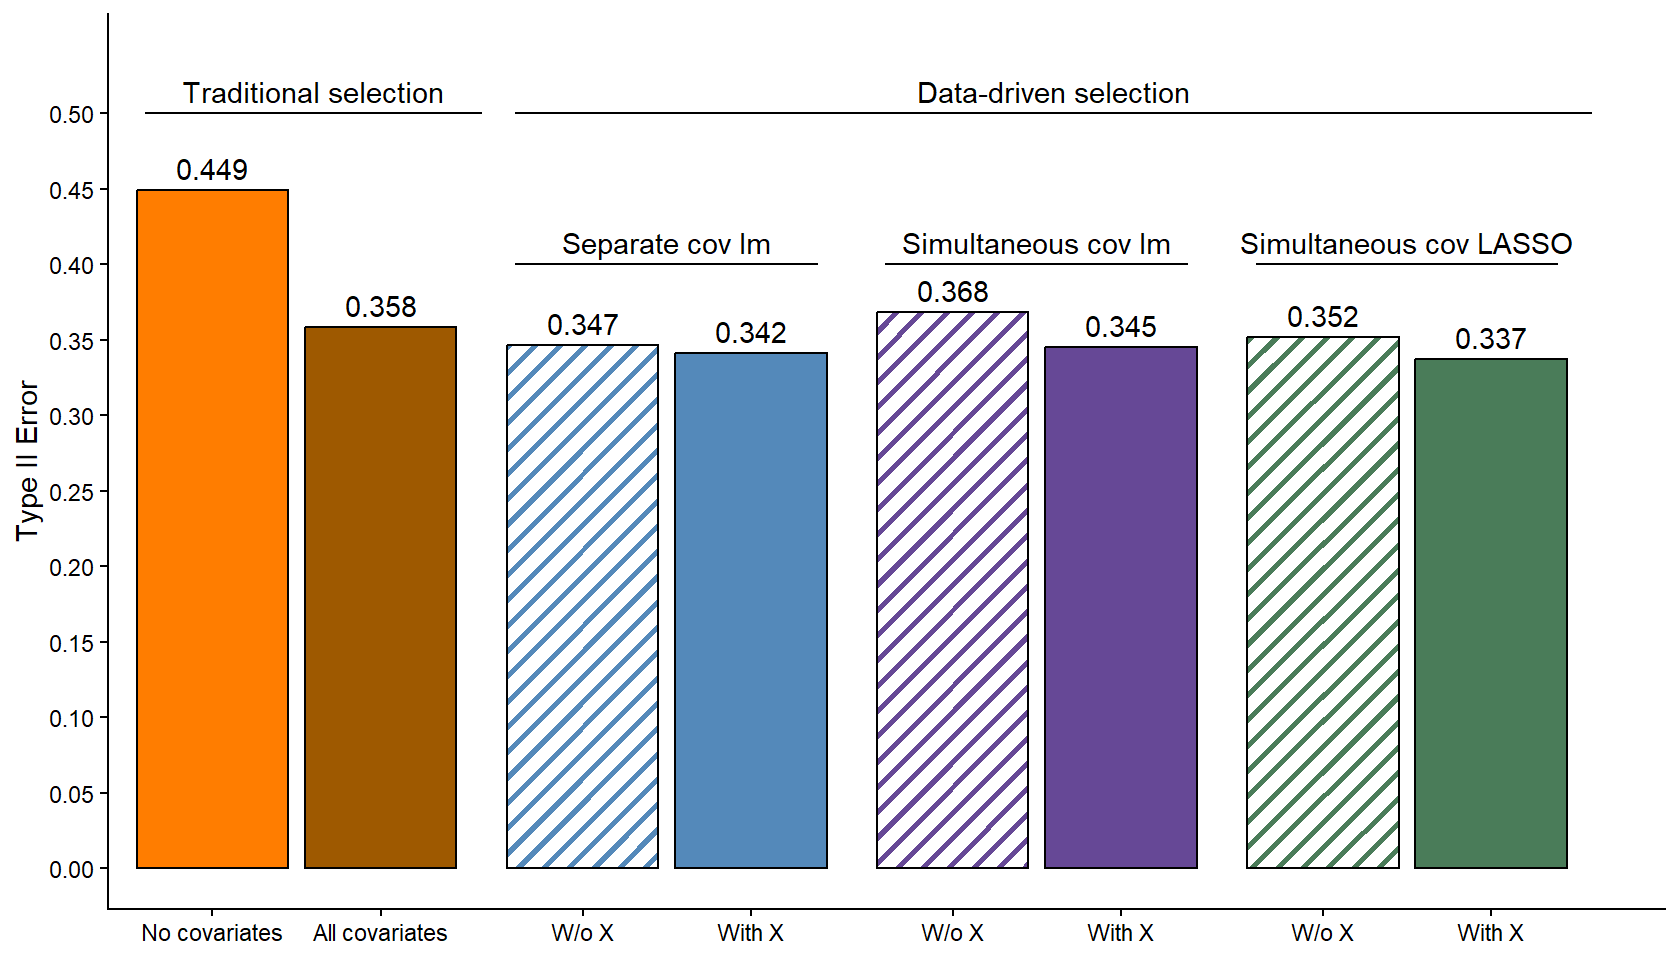 Traditional selection
Data-driven selection
0.449
0.358
Separate cov lm
0.347
0.342
Simultaneous cov lm
0.368
0.345
Simultaneous cov LASSO
0.352
0.337
Type II Error
0.50
0.45
0.40
0.35
0.30
0.25
0.20
0.15
0.10
0.05
0.00
No covariates
All covariates
W/o X
With X
W/o X
With X
W/o X
With X